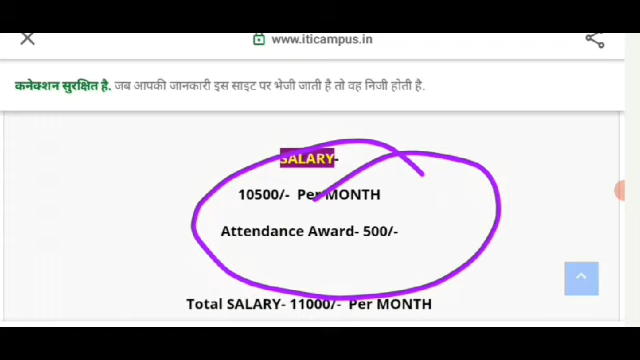 www.iticampus.in
कनेक्शन सुरक्षित है. जब आपकी जानकारी इस साइट पर भेजी जाती है तो वह निजी होती है.
SALARY-
10500/- Per MONTH
Attendance Award- 500/-
Total SALARY- 11000/- Per MONTH